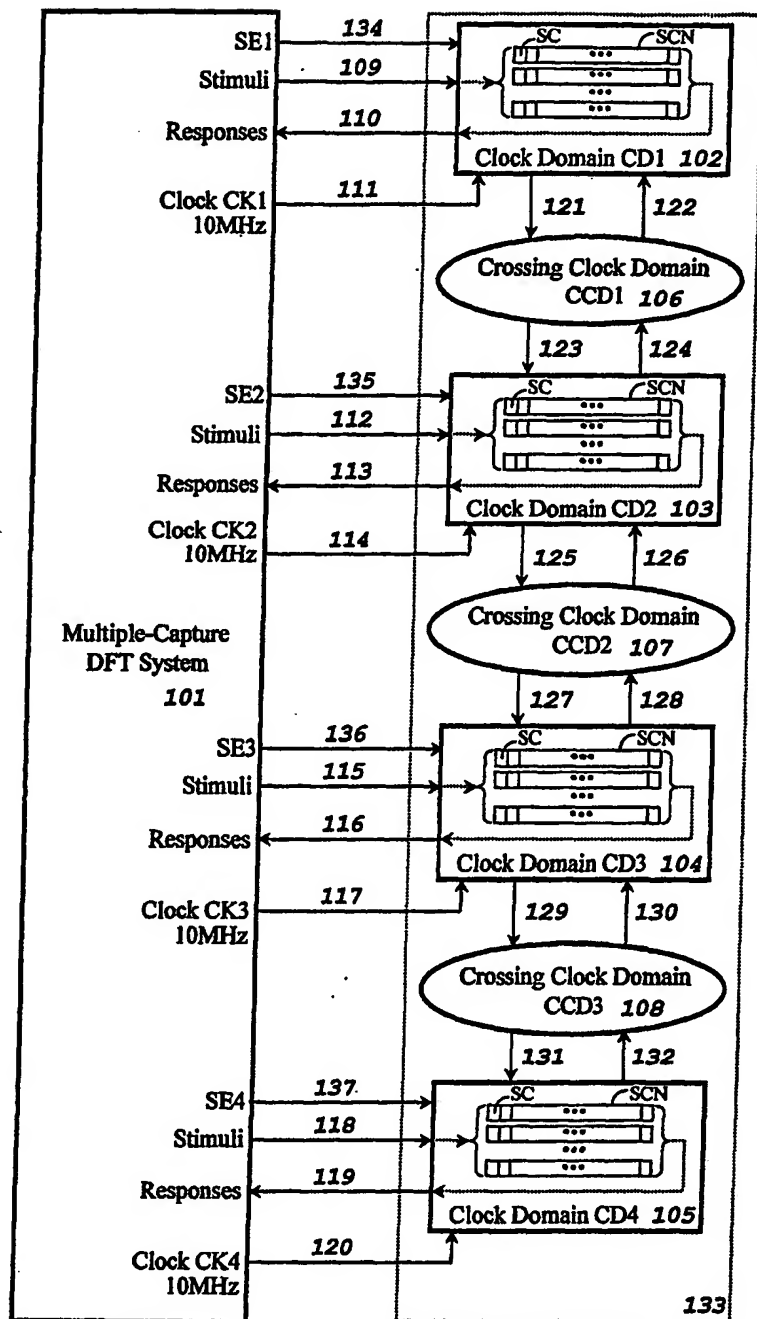 SE1 134 SC SCN
Stimuli 109
Responses 110
Clock Domain CD1 102
Clock CK1 111
10MHz
121 122
Crossing Clock Domain
CCD1 106
123 124
SE2 135 SC SCN
Stimuli 112
Responses 113
Clock Domain CD2 103
Clock CK2 114
10MHz
125 126
Multiple-Capture
DFT System
101
Crossing Clock Domain
CCD2 107
127 128
SE3 136 SC SCN
Stimuli 115
Responses 116
Clock Domain CD3 104
Clock CK3 117
10MHz
129 130
Crossing Clock Domain
CCD3 108
131 132
SE4 137 SC SCN
Stimuli 118
Responses 119
Clock Domain CD4 105
Clock CK4 120
10MHz
133